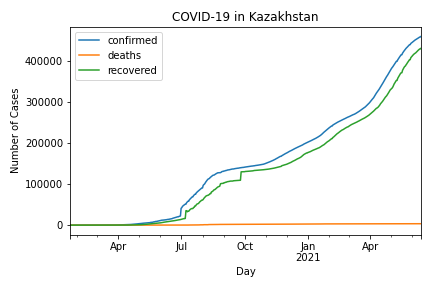 COVID-19 in Kazakhstan
confirmed
deaths
recovered
Number of Cases
400000
300000
200000
100000
0
Apr
Jul
Oct
Jan
2021
Apr
Day